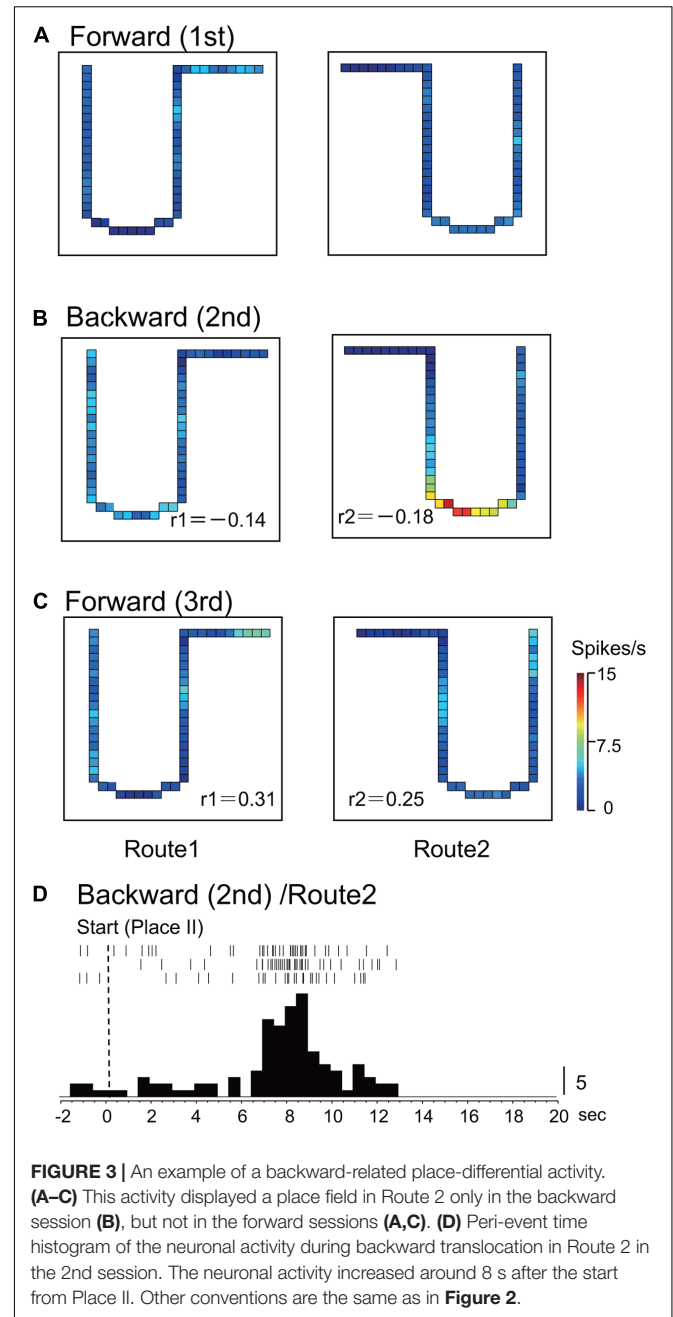 A Forward (1st)
B Backward (2nd)
r1=−0.14
r2=−0.18
C Forward (3rd)
Spikes/s
15
7.5
0
r1=0.31
r2=0.25
Route1
Route2
D Backward (2nd) /Route2
Start (Place II)
5
-2 0 2 4 6 8 10 12 14 16 18 20 sec
FIGURE 3 | An example of a backward-related place-differential activity.
(A–C) This activity displayed a place field in Route 2 only in the backward
session (B), but not in the forward sessions (A,C). (D) Peri-event time
histogram of the neuronal activity during backward translocation in Route 2 in
the 2nd session. The neuronal activity increased around 8 s after the start
from Place II. Other conventions are the same as in Figure 2.